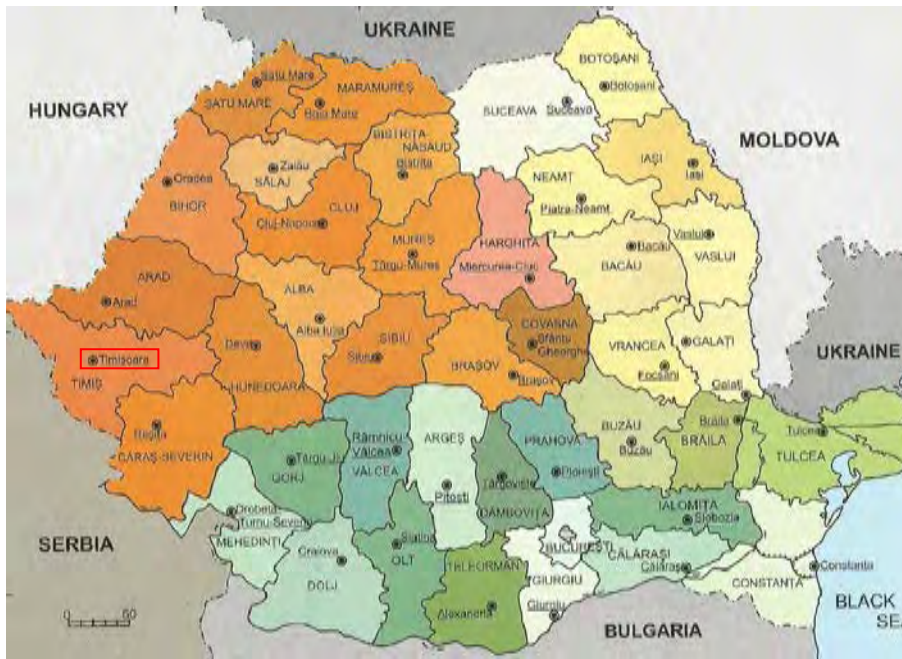 UKRAINE
BOTOŞANI
Botoşani
Satu Mare
SATU MARE
MARAMUREŞ
Baia Mare
SUCEAVA
Suceava
HUNGARY
BISTRIŢA
NĂSĂUD
Bistriţa
MOLDOVA
IAŞI
Iaşi
Zalău
SĂLAJ
Oradea
BIHOR
NEAMŢ
Piatra-Neamt
CLUJ
Cluj-Napoca
MUREŞ
Târgu-Mureş
HARGHITA
Miercurea-Ciuc
Bacău
BACĂU
Vaslui
VASLUI
ARAD
Arad
ALBA
Alba Iulia
COVASNA
Sfântu
Gheorghe
SIBIU
Sibiu
Deva
HUNEDOARA
Timişoara
TIMIŞ
BRAŞOV
Braşov
VRANCEA
Focşani
GALAŢI
Galaţi
UKRAINE
Reşiţa
CARAŞ-SEVERIN
Râmnicu
Vâlcea
VÂLCEA
ARGEŞ
Piteşti
PRAHOVA
Ploieşti
BUZĂU
Buzău
Brăila
BRĂILA
Tulcea
TULCEA
Târgu-Jiu
GORJ
Târgovişte
DÂMBOVIŢA
IALOMIŢA
Slobozia
Drobeta-
Turnu-Severin
MEHEDINŢI
SERBIA
Craiova
DOLJ
Slatina
OLT
TELEORMAN
Alexandria
BUCUREŞTI
GIURGIU
Giurgiu
CĂLĂRAŞI
Călăraşi
CONSTANŢA
Constanţa
BLACK
SEA
BULGARIA
0 50